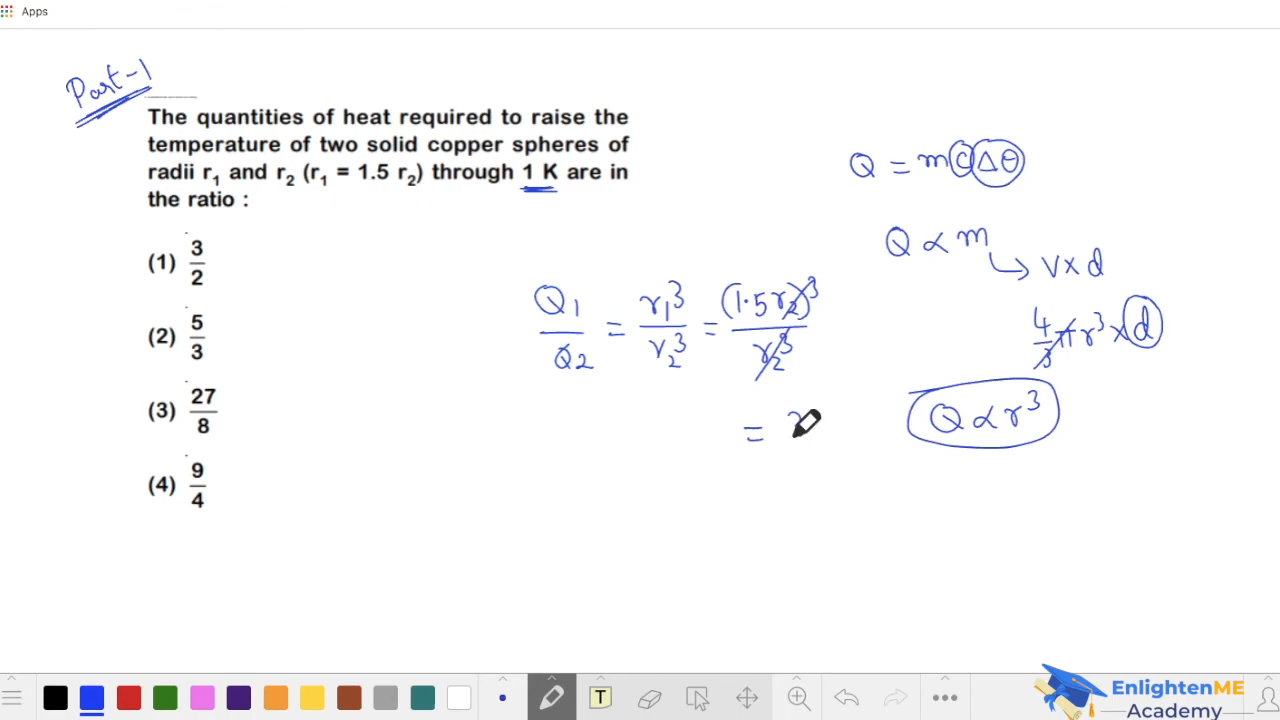 Apps
Part-1
The quantities of heat required to raise the
temperature of two solid copper spheres of
radii r₁ and r₂ (r₁ = 1.5 r₂) through 1 K are in
the ratio :
(1) 3/2
(2) 5/3
(3) 27/8
(4) 9/4
Q = m c Δθ
Q ∝ m
→ V × d
4/3 π r³ × d
Q ∝ r³
Q₁/Q₂ = r₁³/r₂³ = (1.5 r₂)³/r₂³
=
T
EnlightenME
Academy